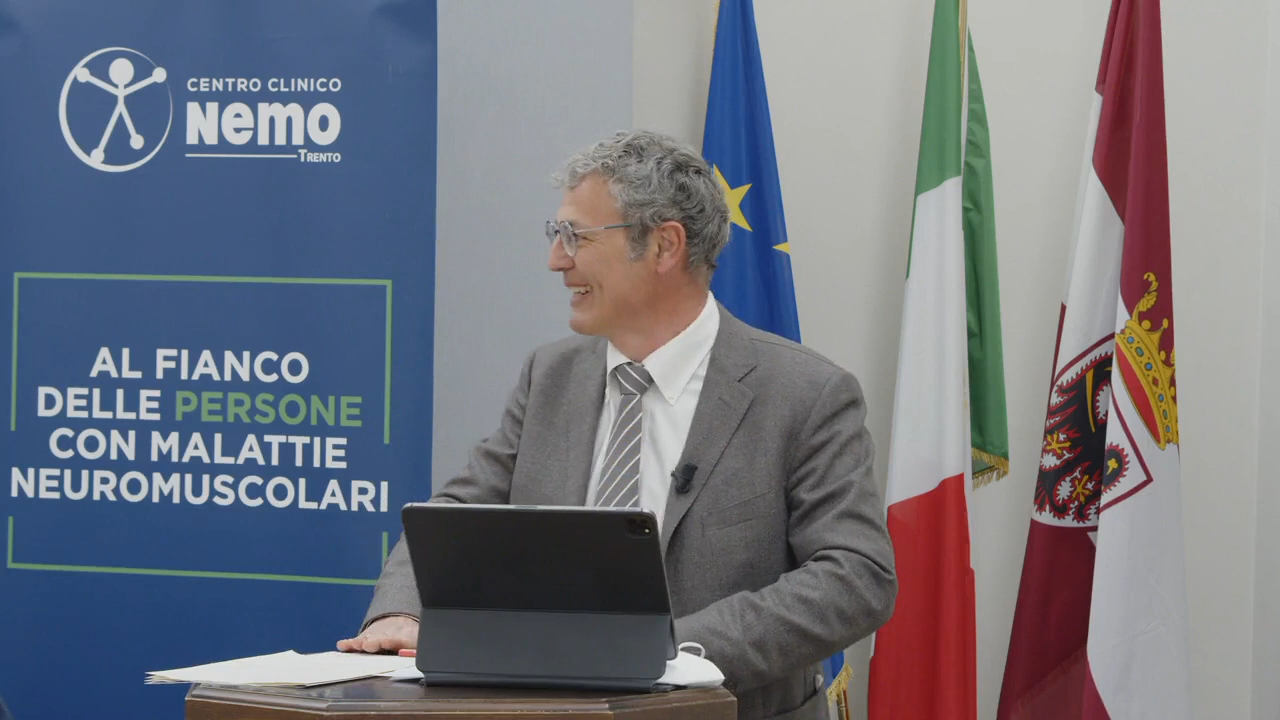 CENTRO CLINICO
Nemo
TRENTO
AL FIANCO
DELLE PERSONE
CON MALATTIE
NEUROMUSCOLARI